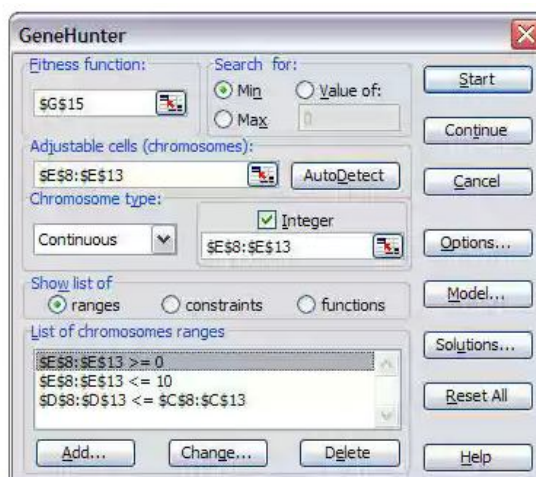 GeneHunter
Fitness function:
$G$15
Search for:
Min
Value of:
Max
0
Start
Continue
Adjustable cells (chromosomes):
$E$8:$E$13
AutoDetect
Cancel
Chromosome type:
Continuous
Integer
$E$8:$E$13
Options...
Show list of
ranges
constraints
functions
Model...
List of chromosomes ranges
$E$8:$E$13 >= 0
$E$8:$E$13 <= 10
$D$8:$D$13 <= $C$8:$C$13
Solutions...
Reset All
Add...
Change...
Delete
Help